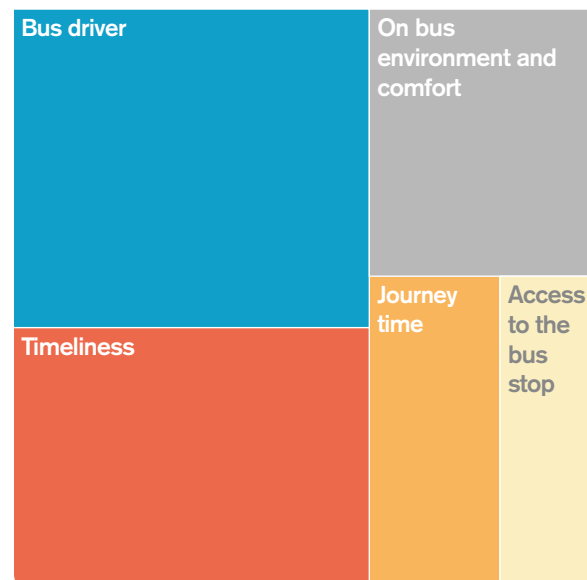 Bus driver
On bus
environment and
comfort
Timeliness
Journey
time
Access
to the
bus
stop